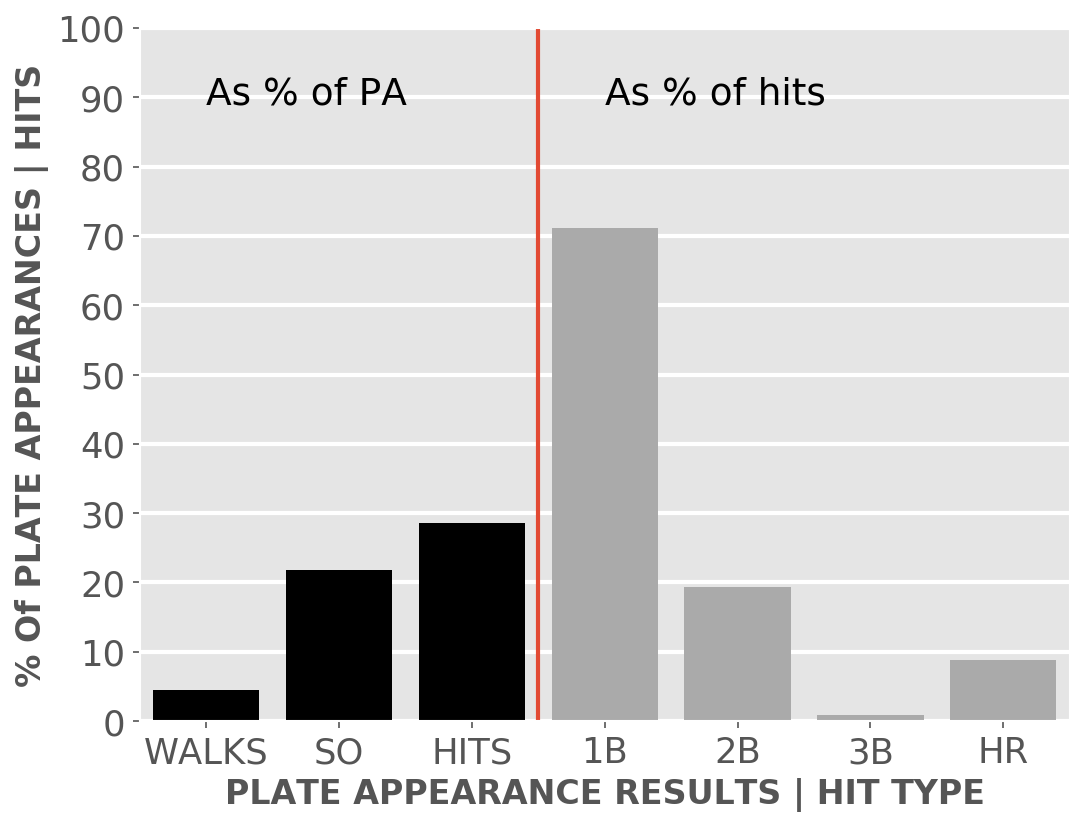 % Of PLATE APPEARANCES | HITS
100
90
80
70
60
50
40
30
20
10
0
As % of PA
As % of hits
WALKS SO HITS 1B 2B 3B HR
PLATE APPEARANCE RESULTS | HIT TYPE